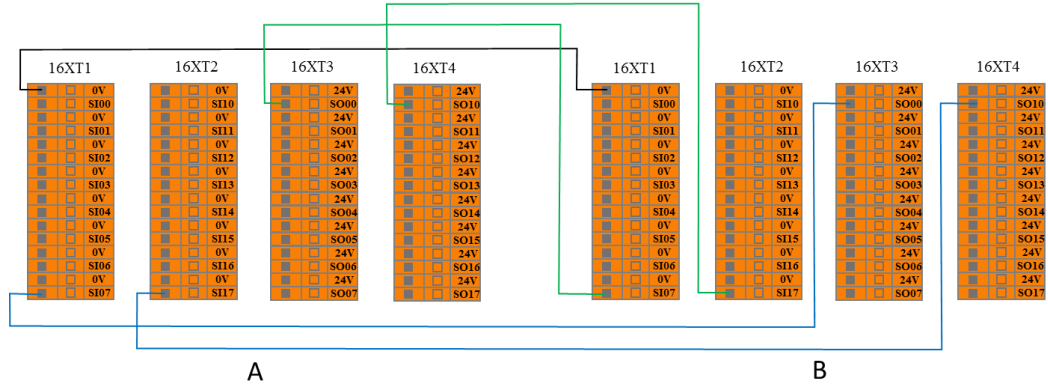 16XT1 16XT2 16XT3 16XT4 16XT1 16XT2 16XT3 16XT4
0V 0V 24V 24V 0V 0V 24V 24V
SI00 SI10 SO00 SO10 SI00 SI10 SO00 SO10
0V 0V 24V 24V 0V 0V 24V 24V
SI01 SI11 SO01 SO11 SI01 SI11 SO01 SO11
0V 0V 24V 24V 0V 0V 24V 24V
SI02 SI12 SO02 SO12 SI02 SI12 SO02 SO12
0V 0V 24V 24V 0V 0V 24V 24V
SI03 SI13 SO03 SO13 SI03 SI13 SO03 SO13
0V 0V 24V 24V 0V 0V 24V 24V
SI04 SI14 SO04 SO14 SI04 SI14 SO04 SO14
0V 0V 24V 24V 0V 0V 24V 24V
SI05 SI15 SO05 SO15 SI05 SI15 SO05 SO15
0V 0V 24V 24V 0V 0V 24V 24V
SI06 SI16 SO06 SO16 SI06 SI16 SO06 SO16
0V 0V 24V 24V 0V 0V 24V 24V
SI07 SI17 SO07 SO17 SI07 SI17 SO07 SO17
A B